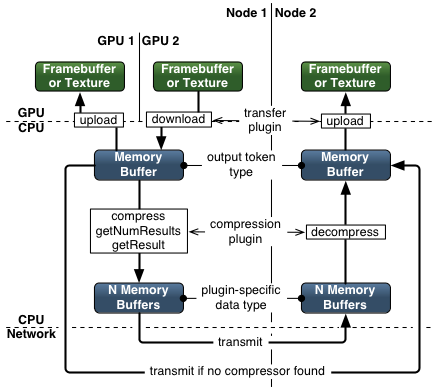 Node 1
Node 2
GPU 1
GPU 2
Framebuffer
or Texture
Framebuffer
or Texture
Framebuffer
or Texture
GPU
CPU
upload
download
transfer
plugin
upload
Memory
Buffer
output token
type
Memory
Buffer
compress
getNumResults
getResult
compression
plugin
decompress
N Memory
Buffers
plugin-specific
data type
N Memory
Buffers
CPU
Network
transmit
transmit if no compressor found